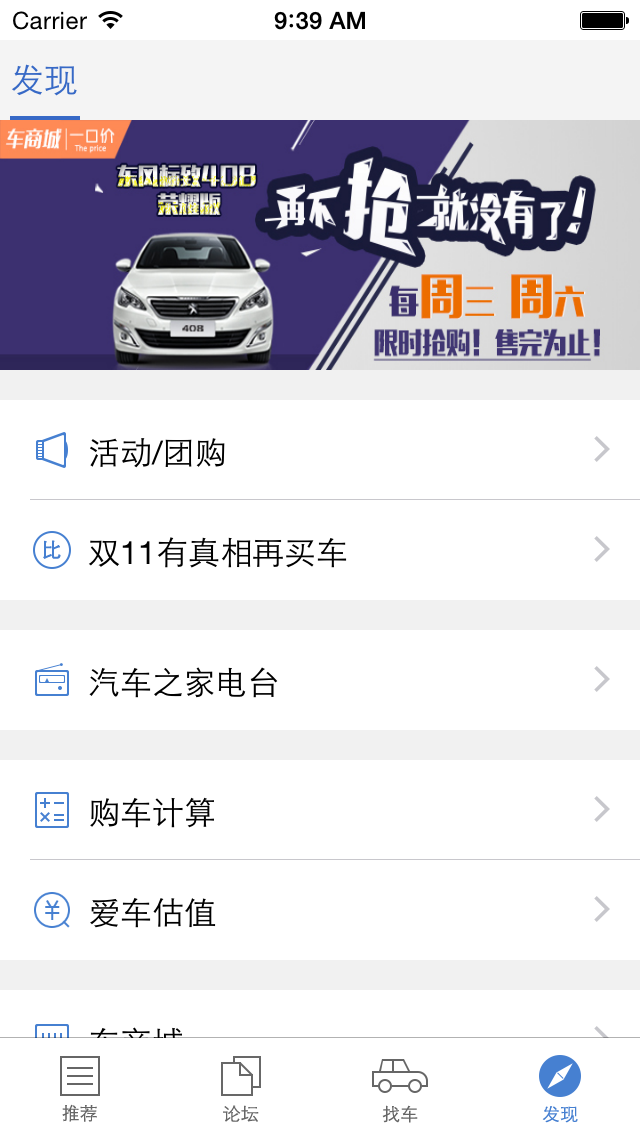 Carrier 9:39 AM
发现
车商城 一口价
The price
东风标致408
荣耀版
再不抢就没有了!
每周三 周六
限时抢购! 售完为止!
408
活动/团购
比 双11有真相再买车
汽车之家电台
购车计算
爱车估值
车商城
推荐 论坛 找车 发现